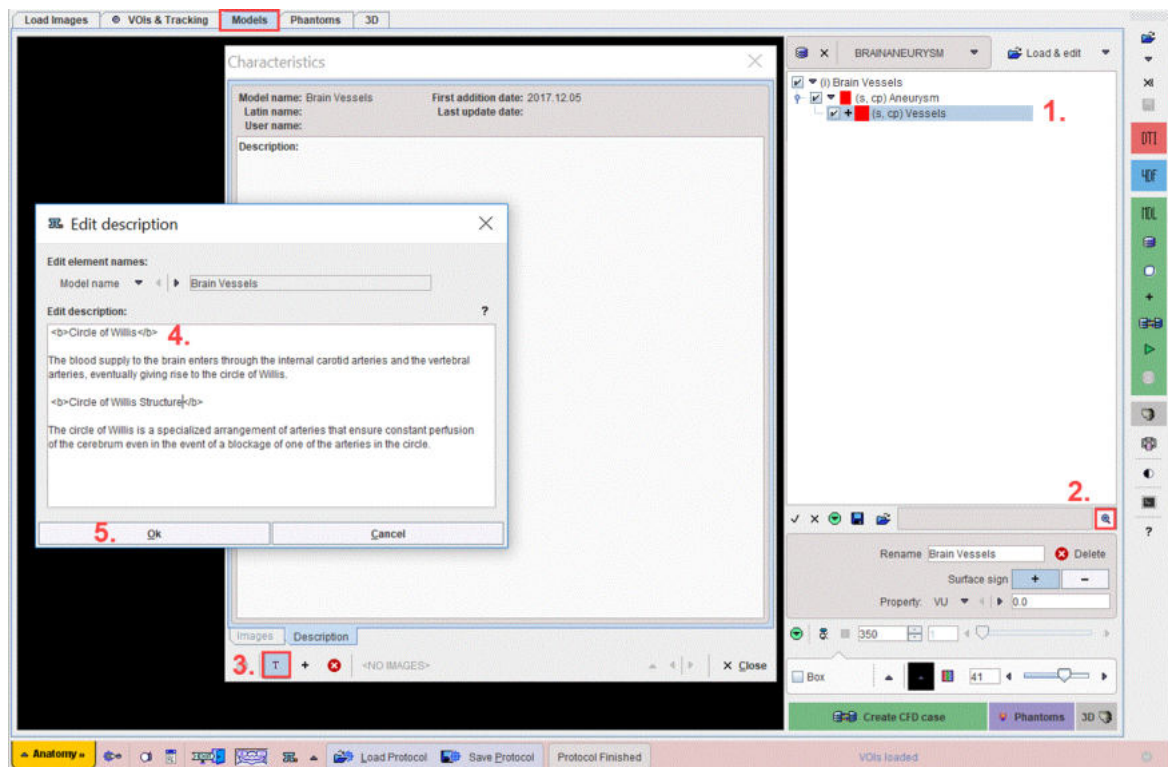 Load Images
VOIs & Tracking
Models
Phantoms
3D
Characteristics
Model name: Brain Vessels
First addition date: 2017.12.05
Latin name:
Last update date:
User name:
Description:
Edit description
Edit element names:
Model name
Brain Vessels
Edit description:
?
<b>Circle of Willis</b>
4.
The blood supply to the brain enters through the internal carotid arteries and the vertebral
arteries, eventually giving rise to the circle of Willis.
<b>Circle of Willis Structure</b>
The circle of Willis is a specialized arrangement of arteries that ensure constant perfusion
of the cerebrum even in the event of a blockage of one of the arteries in the circle.
5.
Ok
Cancel
Images
Description
3.
T
<NO IMAGES>
Close
BRAINANEURYSM
Load & edit
(i) Brain Vessels
(s, cp) Aneurysm
(s, cp) Vessels
1.
2.
Rename
Brain Vessels
Delete
Surface sign
+
-
Property:
VU
0.0
350
1
Box
41
Create CFD case
Phantoms
3D
DTI
4DF
MDL
?
Anatomy
Load Protocol
Save Protocol
Protocol Finished
VOIs loaded